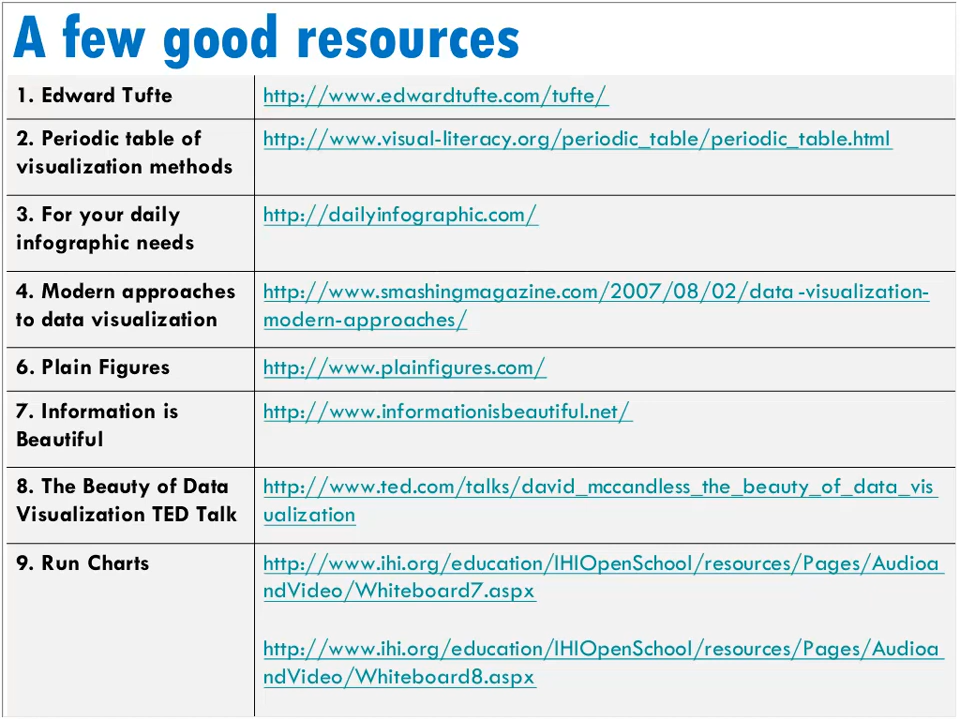 A few good resources
1. Edward Tufte
http://www.edwardtufte.com/tufte/
2. Periodic table of
visualization methods
http://www.visual-literacy.org/periodic_table/periodic_table.html
3. For your daily
infographic needs
http://dailyinfographic.com/
4. Modern approaches
to data visualization
http://www.smashingmagazine.com/2007/08/02/data -visualization-
modern-approaches/
6. Plain Figures
http://www.plainfigures.com/
7. Information is
Beautiful
http://www.informationisbeautiful.net/
8. The Beauty of Data
Visualization TED Talk
http://www.ted.com/talks/david_mccandless_the_beauty_of_data_vis
ualization
9. Run Charts
http://www.ihi.org/education/IHIOpenSchool/resources/Pages/Audioa
ndVideo/Whiteboard7.aspx
http://www.ihi.org/education/IHIOpenSchool/resources/Pages/Audioa
ndVideo/Whiteboard8.aspx